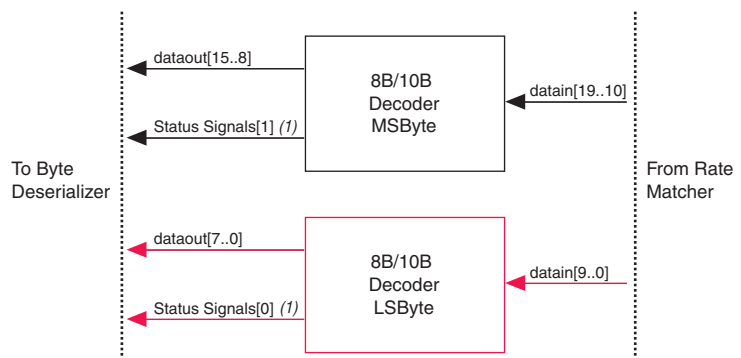 dataout[15..8]
8B/10B
Decoder
MSByte
datain[19..10]
Status Signals[1] (1)
To Byte
Deserializer
From Rate
Matcher
dataout[7..0]
8B/10B
Decoder
LSByte
datain[9..0]
Status Signals[0] (1)